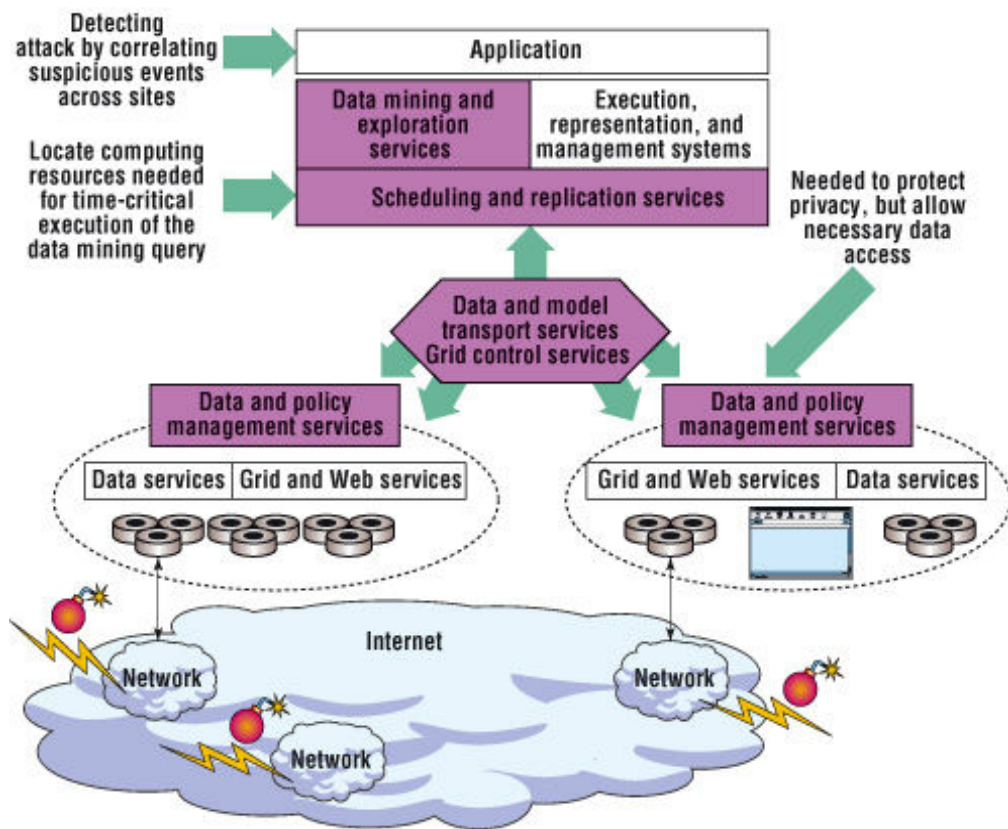 Detecting
attack by correlating
suspicious events
across sites
Application
Data mining and
exploration
services
Execution,
representation, and
management systems
Locate computing
resources needed
for time-critical
execution of the
data mining query
Scheduling and replication services
Needed to protect
privacy, but allow
necessary data
access
Data and model
transport services
Grid control services
Data and policy
management services
Data and policy
management services
Data services
Grid and Web services
Grid and Web services
Data services
Internet
Network
Network
Network